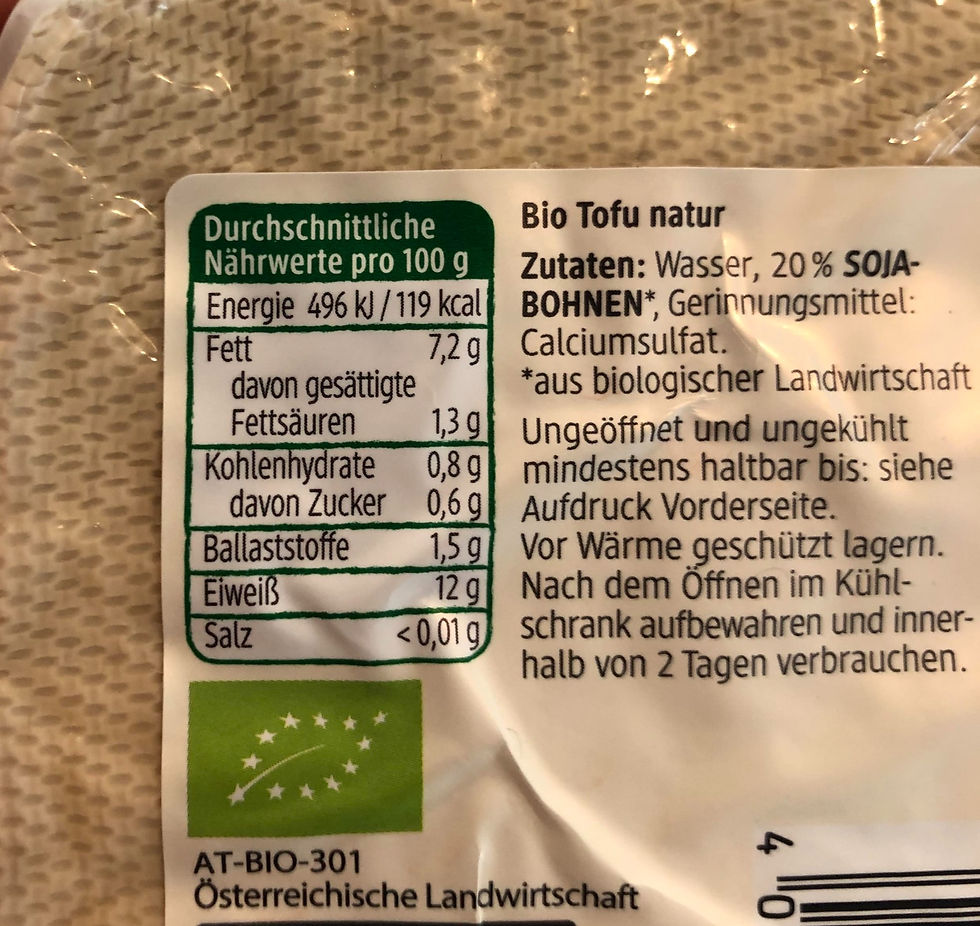 Durchschnittliche
Nährwerte pro 100 g
Energie 496 kJ / 119 kcal
Fett 7,2 g
davon gesättigte
Fettsäuren 1,3 g
Kohlenhydrate 0,8 g
davon Zucker 0,6 g
Ballaststoffe 1,5 g
Eiweiß 12 g
Salz < 0,01 g
AT-BIO-301
Österreichische Landwirtschaft
Bio Tofu natur
Zutaten: Wasser, 20 % SOJA-
BOHNEN*, Gerinnungsmittel:
Calciumsulfat.
*aus biologischer Landwirtschaft
Ungeöffnet und ungekühlt
mindestens haltbar bis: siehe
Aufdruck Vorderseite.
Vor Wärme geschützt lagern.
Nach dem Öffnen im Kühl-
schrank aufbewahren und inner-
halb von 2 Tagen verbrauchen.
4
0